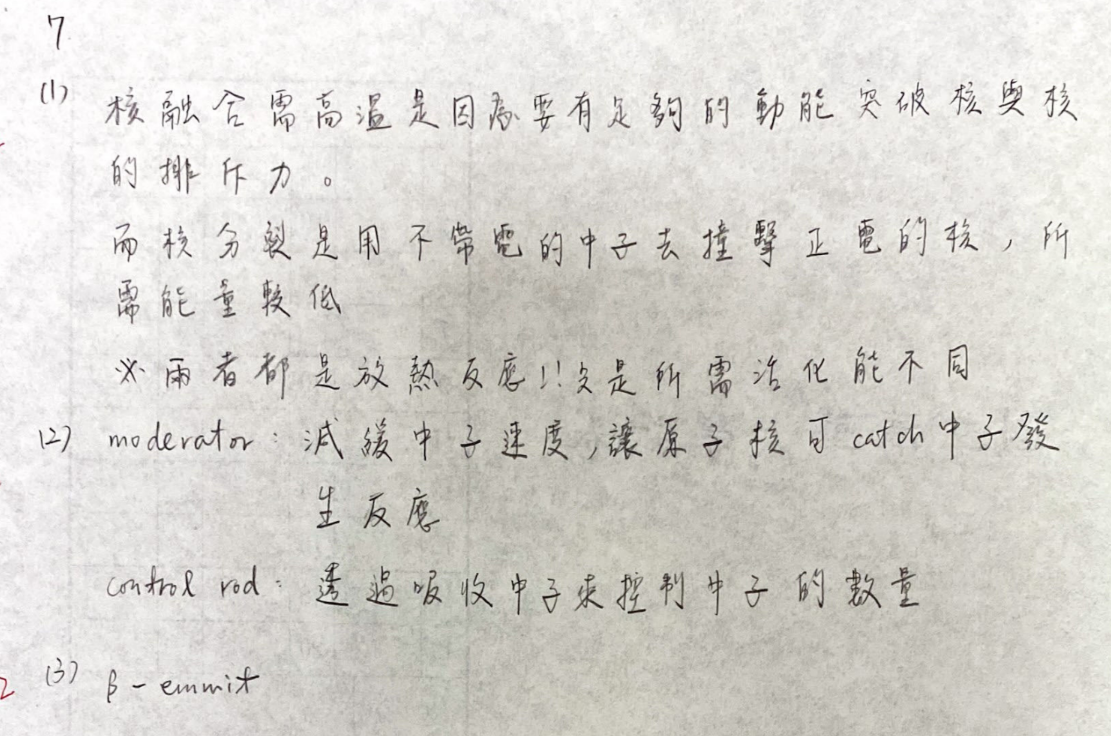 7
(1) 核融合需高溫是因為要有足夠的動能突破核與核
的排斥力。
而核分裂是用不帶電的中子去撞擊正電的核，所
需能量較低
※兩者都是放熱反應!!只是所需活化能不同
(2) moderator: 減緩中子速度,讓原子核可catch中子發
生反應
control rod: 透過吸收中子來控制中子的數量
(3) β-emmit
2